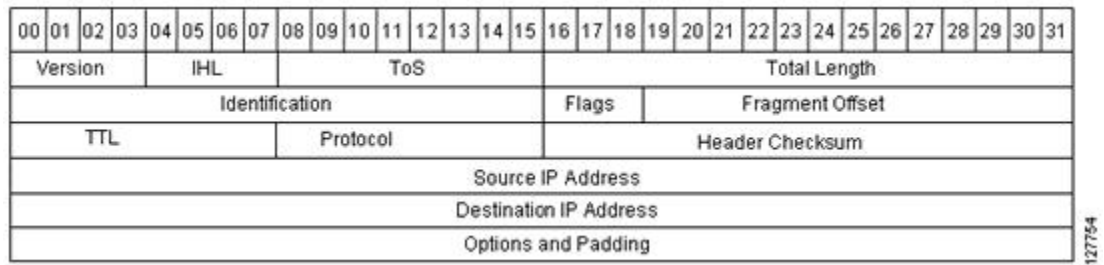 00 01 02 03 04 05 06 07 08 09 10 11 12 13 14 15 16 17 18 19 20 21 22 23 24 25 26 27 28 29 30 31
Version IHL ToS Total Length
Identification Flags Fragment Offset
TTL Protocol Header Checksum
Source IP Address
Destination IP Address
Options and Padding
127754